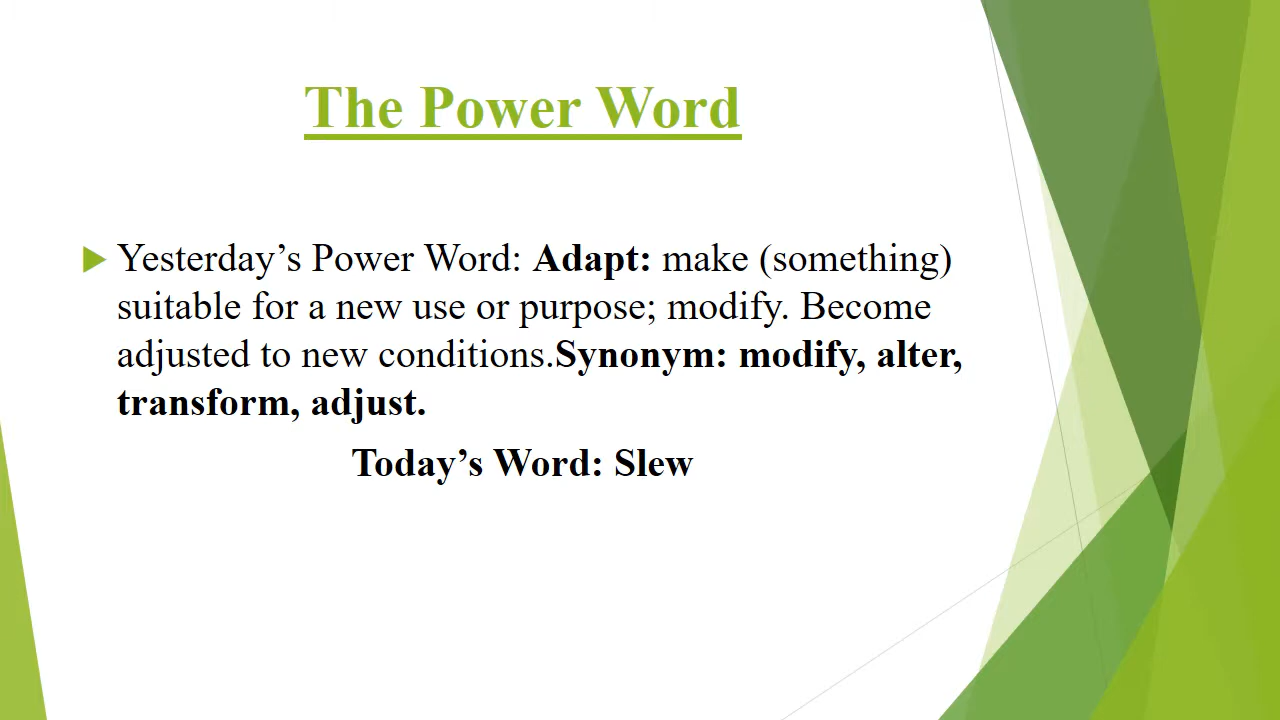 The Power Word
Yesterday’s Power Word: Adapt: make (something)
suitable for a new use or purpose; modify. Become
adjusted to new conditions.Synonym: modify, alter,
transform, adjust.
Today’s Word: Slew